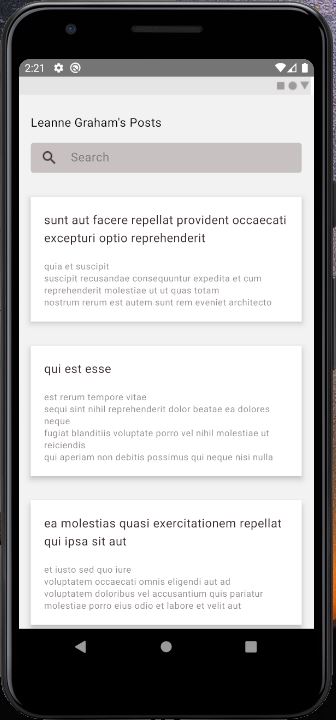 2:21
Leanne Graham's Posts
Search
sunt aut facere repellat provident occaecati
excepturi optio reprehenderit
quia et suscipit
suscipit recusandae consequuntur expedita et cum
reprehenderit molestiae ut ut quas totam
nostrum rerum est autem sunt rem eveniet architecto
qui est esse
est rerum tempore vitae
sequi sint nihil reprehenderit dolor beatae ea dolores
neque
fugiat blanditiis voluptate porro vel nihil molestiae ut
reiciendis
qui aperiam non debitis possimus qui neque nisi nulla
ea molestias quasi exercitationem repellat
qui ipsa sit aut
et iusto sed quo iure
voluptatem occaecati omnis eligendi aut ad
voluptatem doloribus vel accusantium quis pariatur
molestiae porro eius odio et labore et velit aut